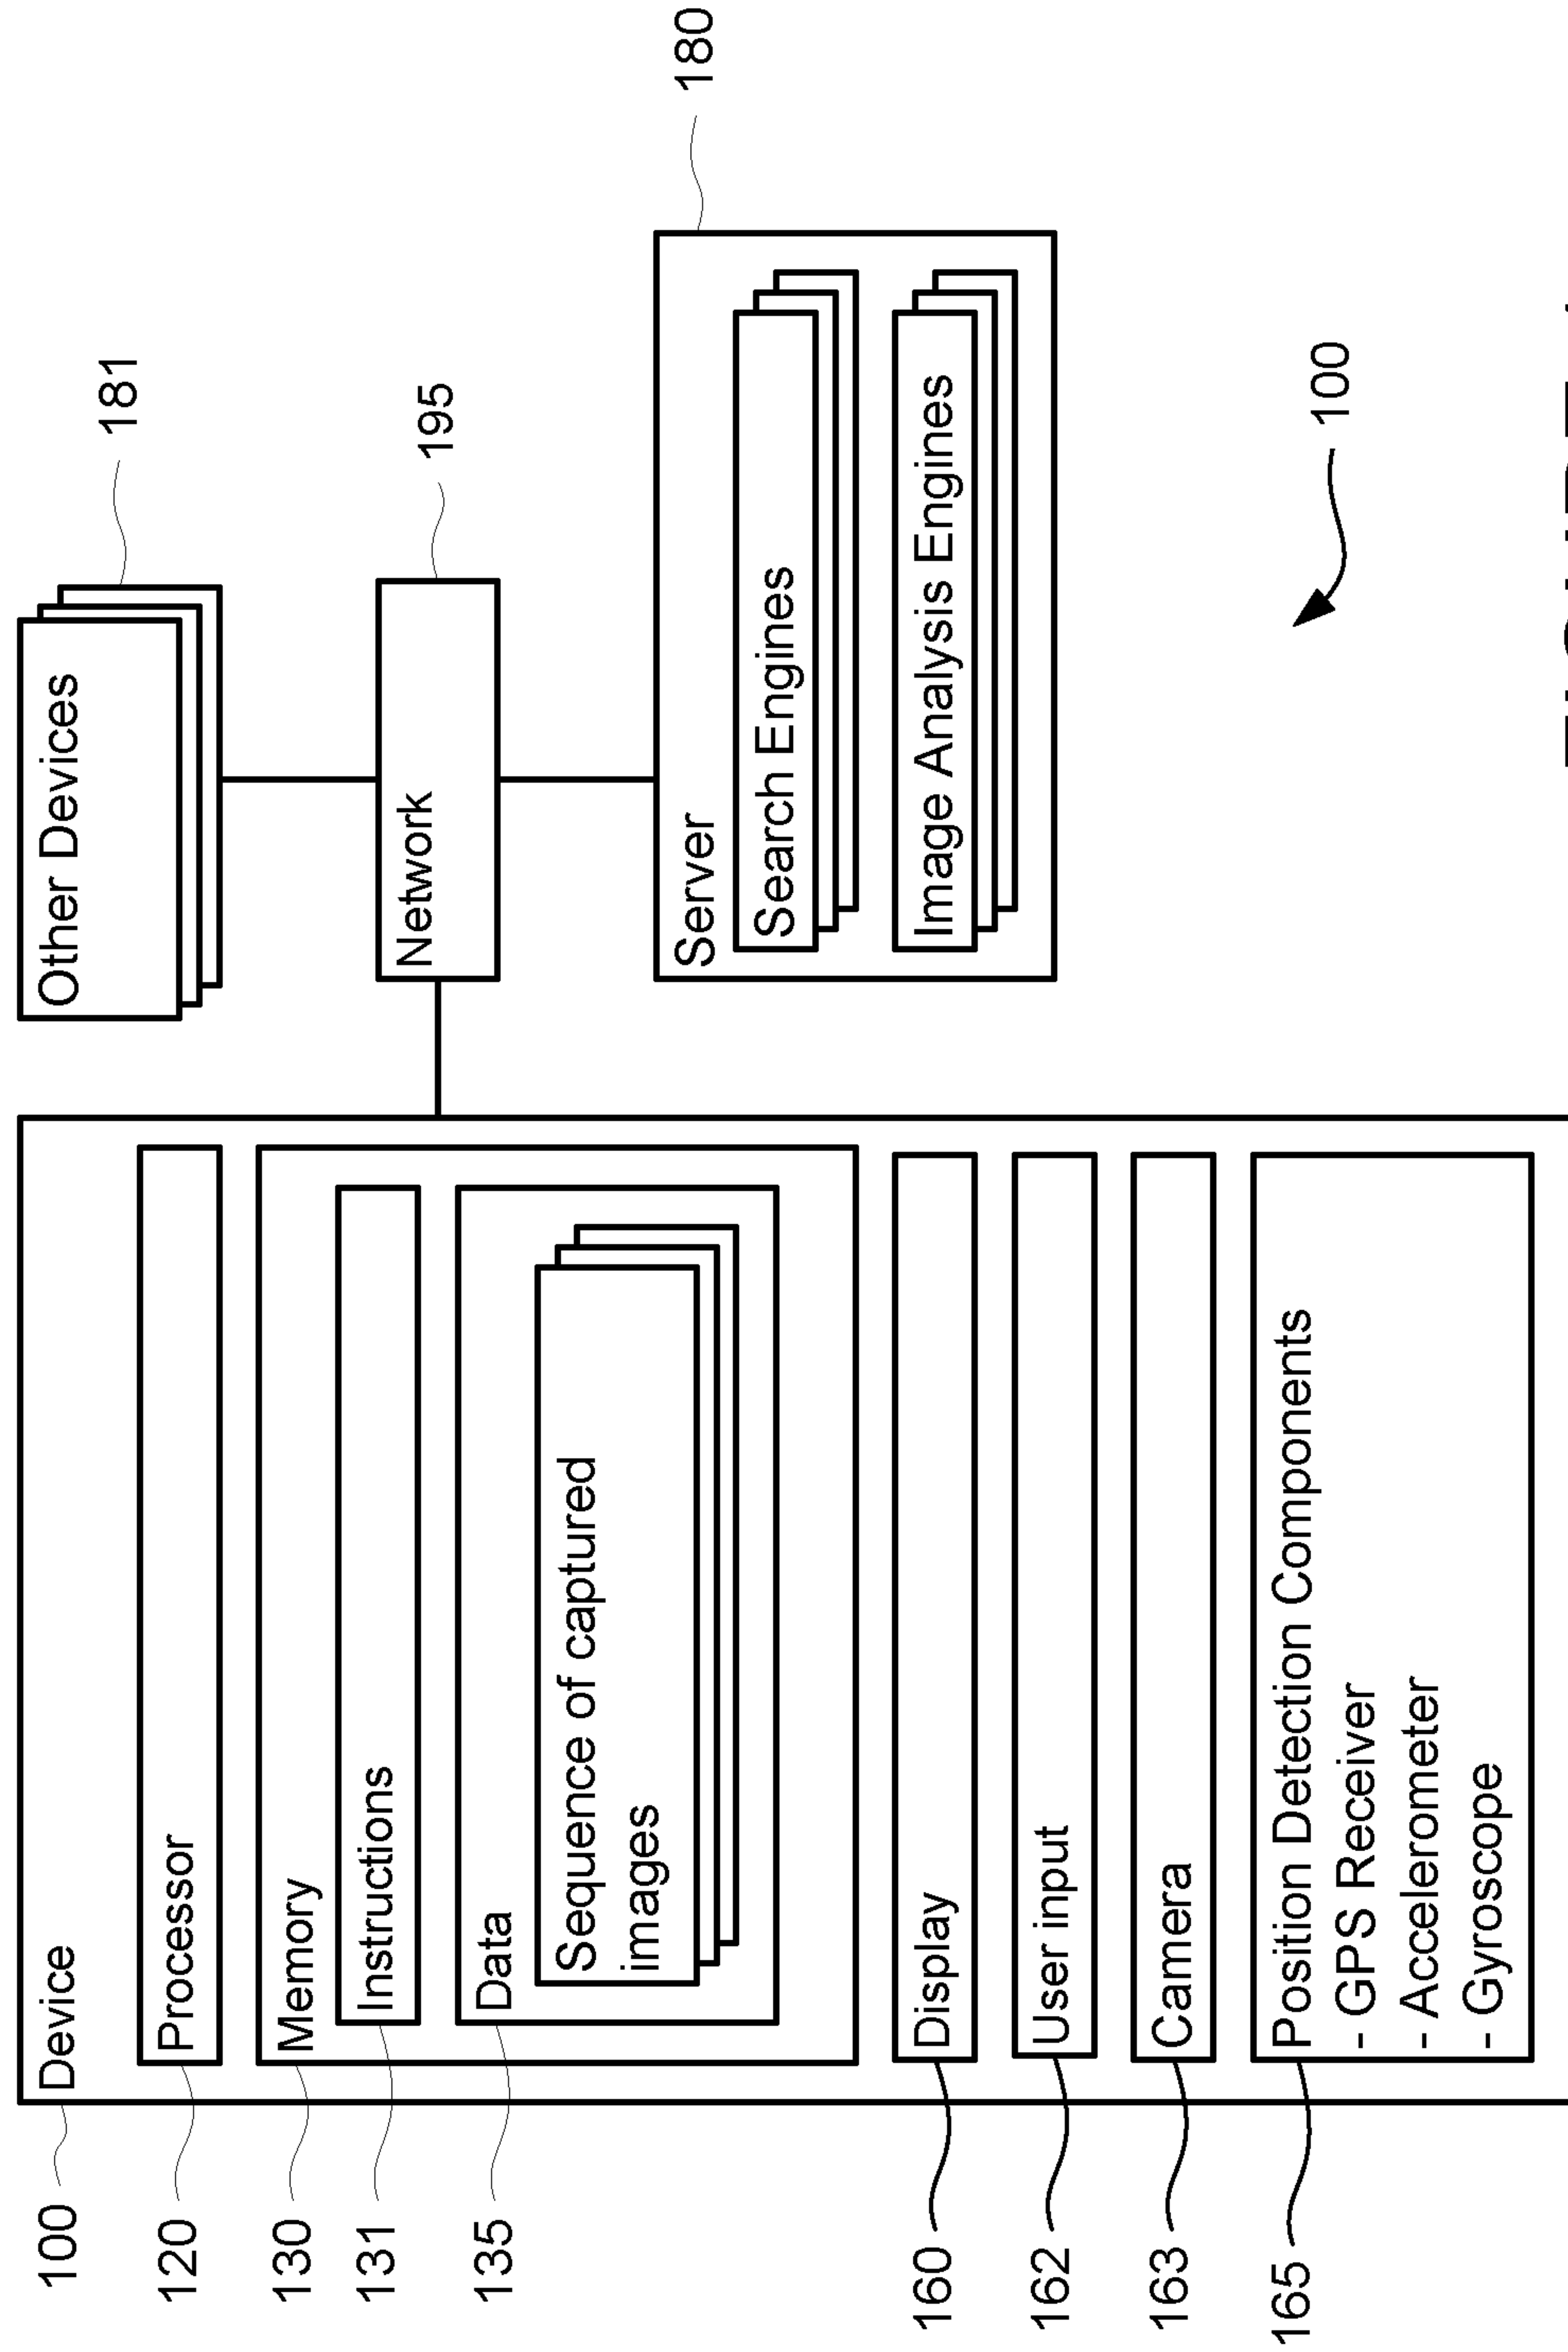 100
Device
120
Processor
130
Memory
131
Instructions
135
Data
Sequence of captured
images
160
Display
162
User input
163
Camera
165
Position Detection Components
- GPS Receiver
- Accelerometer
- Gyroscope
Other Devices
181
Network
195
Server
180
Search Engines
Image Analysis Engines
100